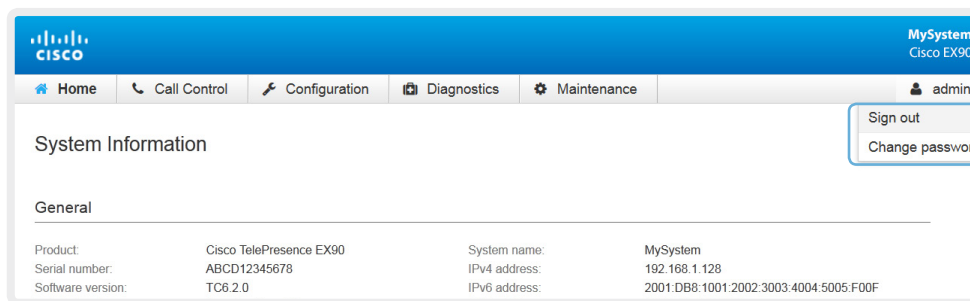 CISCO
MySystem
Cisco EX90
Home Call Control Configuration Diagnostics Maintenance admin
Sign out
System Information
Change passwor
General
Product: Cisco TelePresence EX90 System name: MySystem
Serial number: ABCD12345678 IPv4 address: 192.168.1.128
Software version: TC6.2.0 IPv6 address: 2001:DB8:1001:2002:3003:4004:5005:F00F